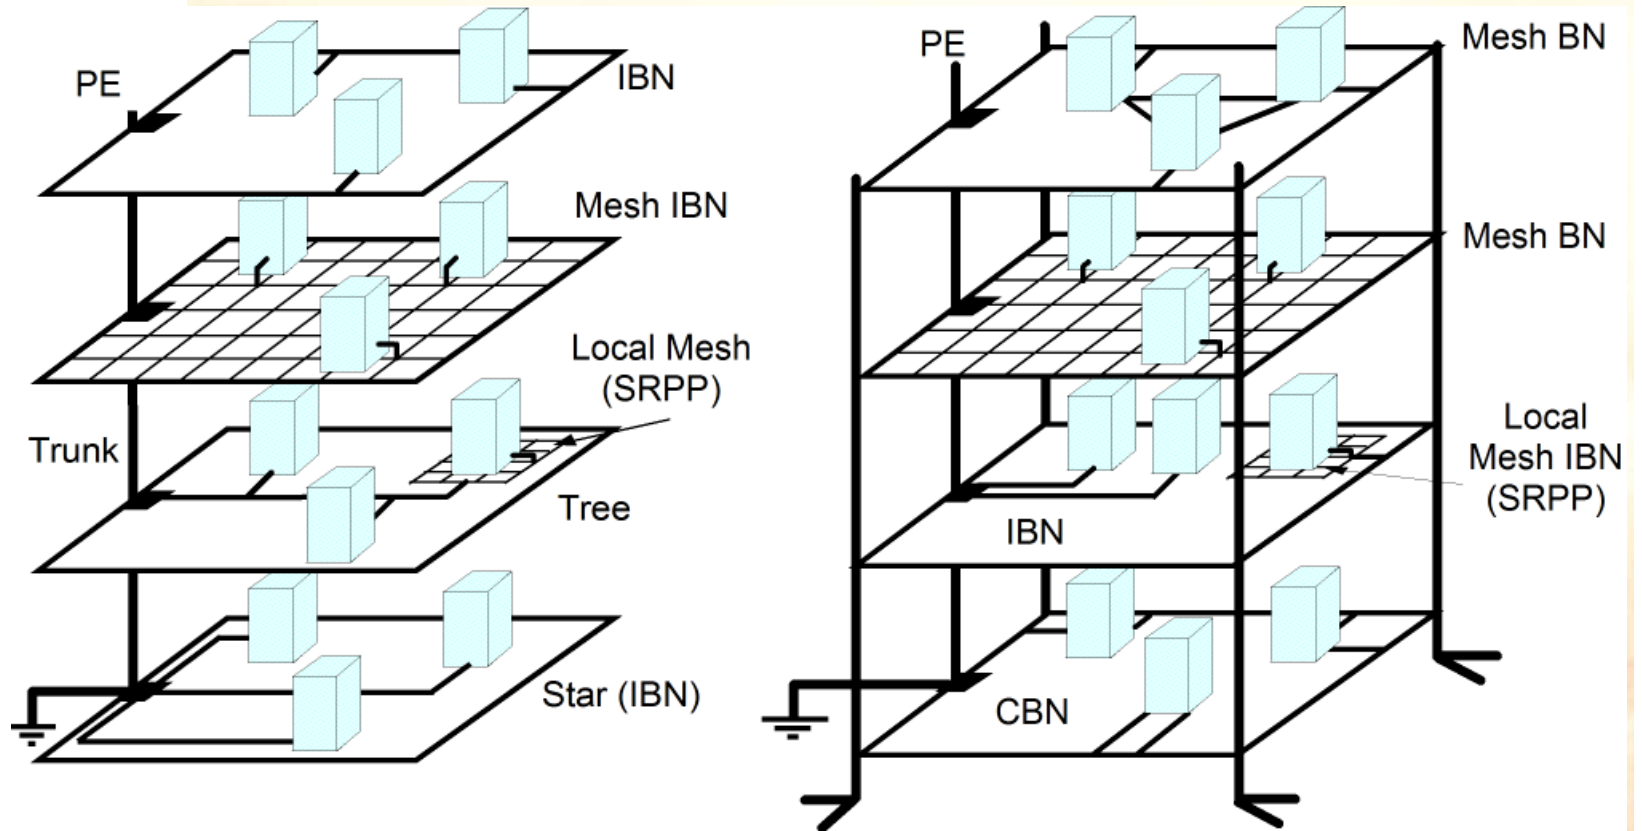 PE
IBN
Mesh IBN
Local Mesh
(SRPP)
Trunk
Tree
Star (IBN)
PE
Mesh BN
Mesh BN
Local
Mesh IBN
(SRPP)
IBN
CBN